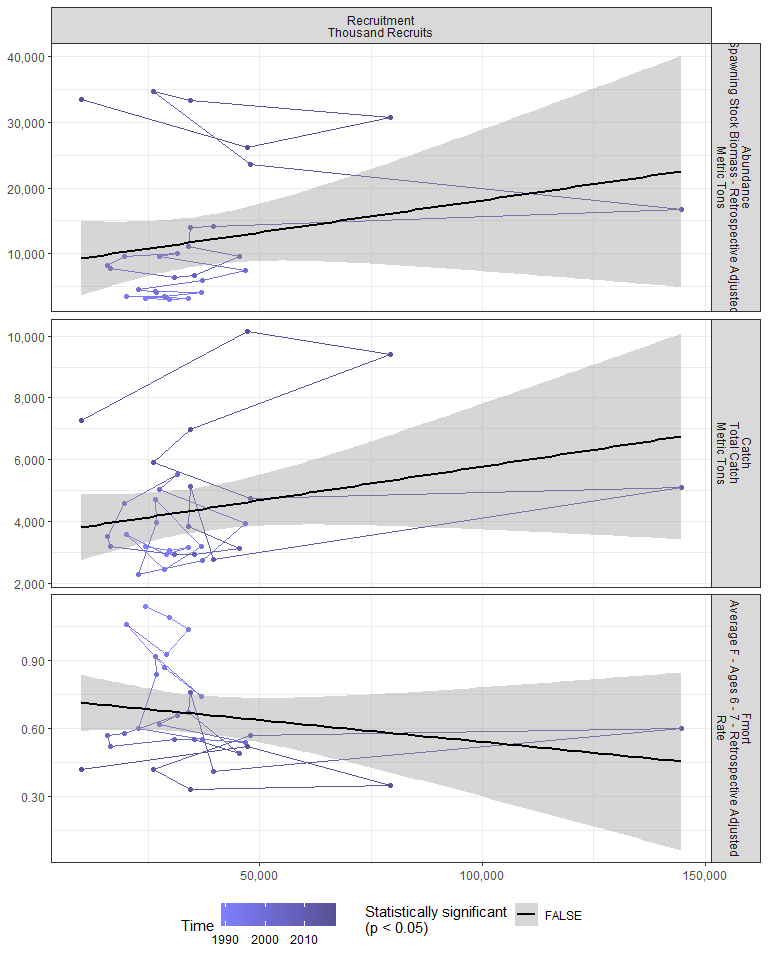 Recruitment
Thousand Recruits
40,000
30,000
20,000
10,000
Abundance
Spawning Stock Biomass - Retrospective Adjusted
Metric Tons
10,000
8,000
6,000
4,000
2,000
Catch
Total Catch
Metric Tons
0.90
0.60
0.30
Fmort
Average F - Ages 6 - 7 - Retrospective Adjusted
Rate
50,000
100,000
150,000
Time
1990 2000 2010
Statistically significant
(p < 0.05)
FALSE